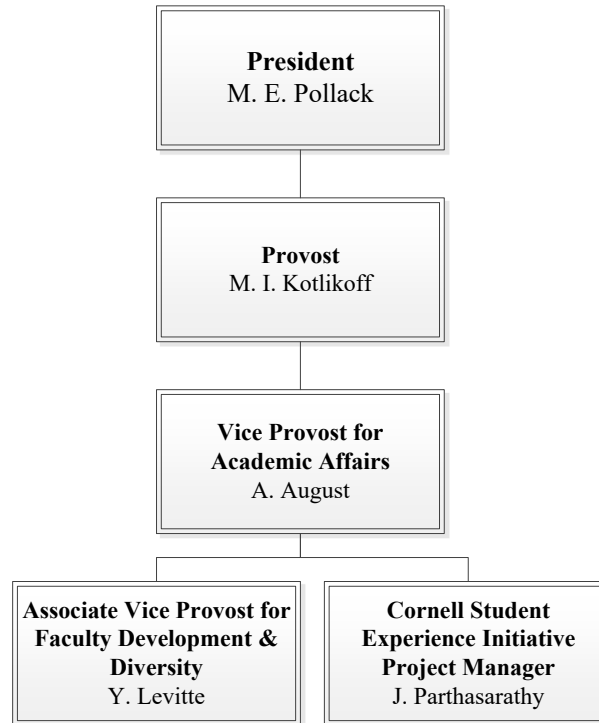 President
M. E. Pollack
Provost
M. I. Kotlikoff
Vice Provost for
Academic Affairs
A. August
Associate Vice Provost for
Faculty Development &
Diversity
Y. Levitte
Cornell Student
Experience Initiative
Project Manager
J. Parthasarathy